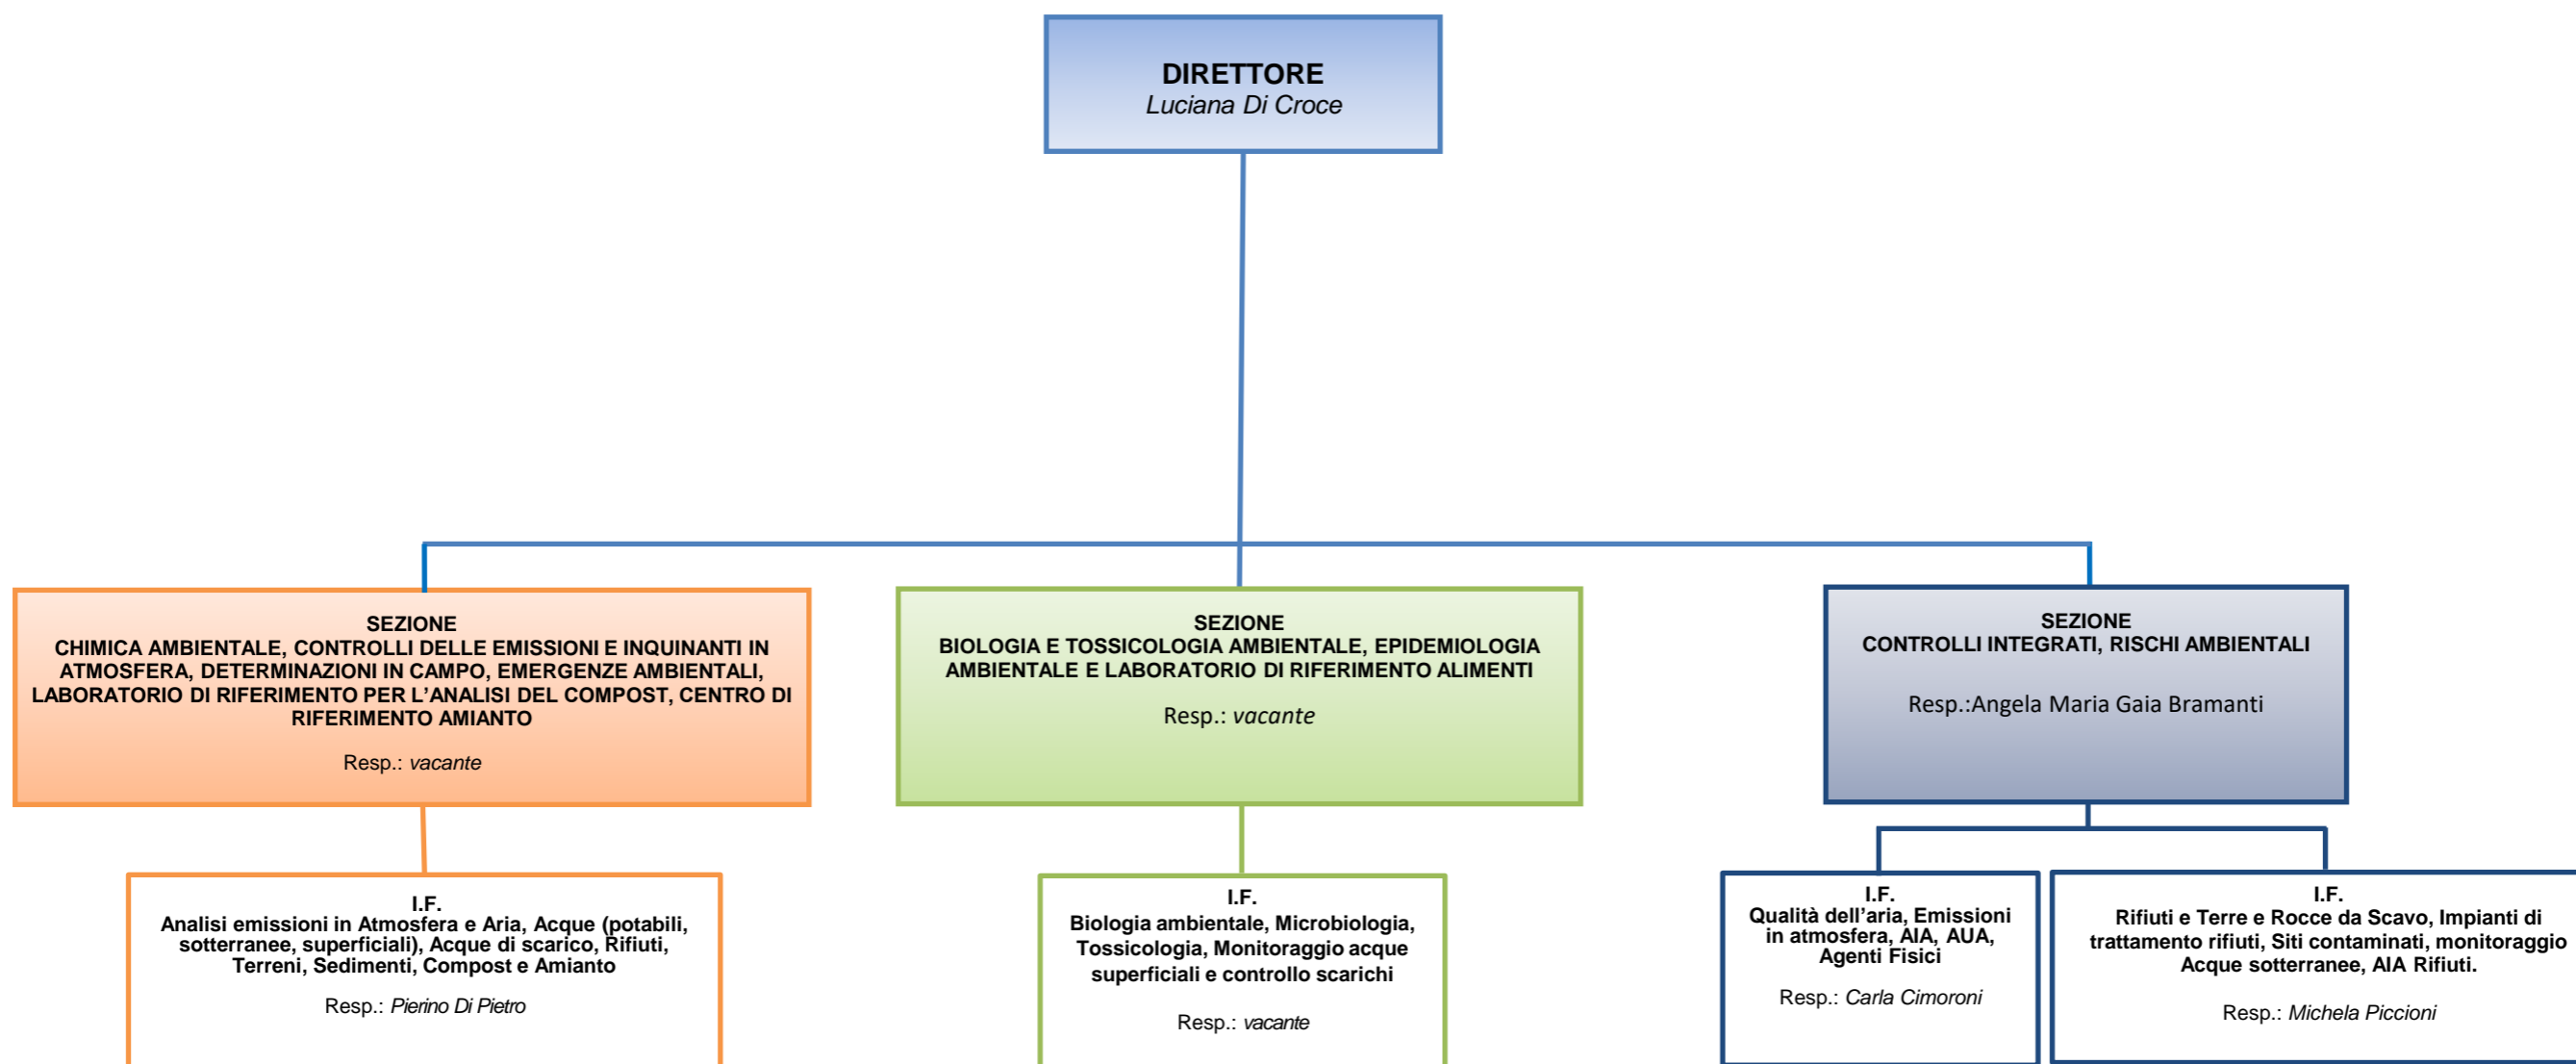 DIRETTORE
Luciana Di Croce
SEZIONE
CHIMICA AMBIENTALE, CONTROLLI DELLE EMISSIONI E INQUINANTI IN
ATMOSFERA, DETERMINAZIONI IN CAMPO, EMERGENZE AMBIENTALI,
LABORATORIO DI RIFERIMENTO PER L’ANALISI DEL COMPOST, CENTRO DI
RIFERIMENTO AMIANTO
Resp.: vacante
SEZIONE
BIOLOGIA E TOSSICOLOGIA AMBIENTALE, EPIDEMIOLOGIA
AMBIENTALE E LABORATORIO DI RIFERIMENTO ALIMENTI
Resp.: vacante
SEZIONE
CONTROLLI INTEGRATI, RISCHI AMBIENTALI
Resp.:Angela Maria Gaia Bramanti
I.F.
Analisi emissioni in Atmosfera e Aria, Acque (potabili,
sotterranee, superficiali), Acque di scarico, Rifiuti,
Terreni, Sedimenti, Compost e Amianto
Resp.: Pierino Di Pietro
I.F.
Biologia ambientale, Microbiologia,
Tossicologia, Monitoraggio acque
superficiali e controllo scarichi
Resp.: vacante
I.F.
Qualità dell’aria, Emissioni
in atmosfera, AIA, AUA,
Agenti Fisici
Resp.: Carla Cimoroni
I.F.
Rifiuti e Terre e Rocce da Scavo, Impianti di
trattamento rifiuti, Siti contaminati, monitoraggio
Acque sotterranee, AIA Rifiuti.
Resp.: Michela Piccioni